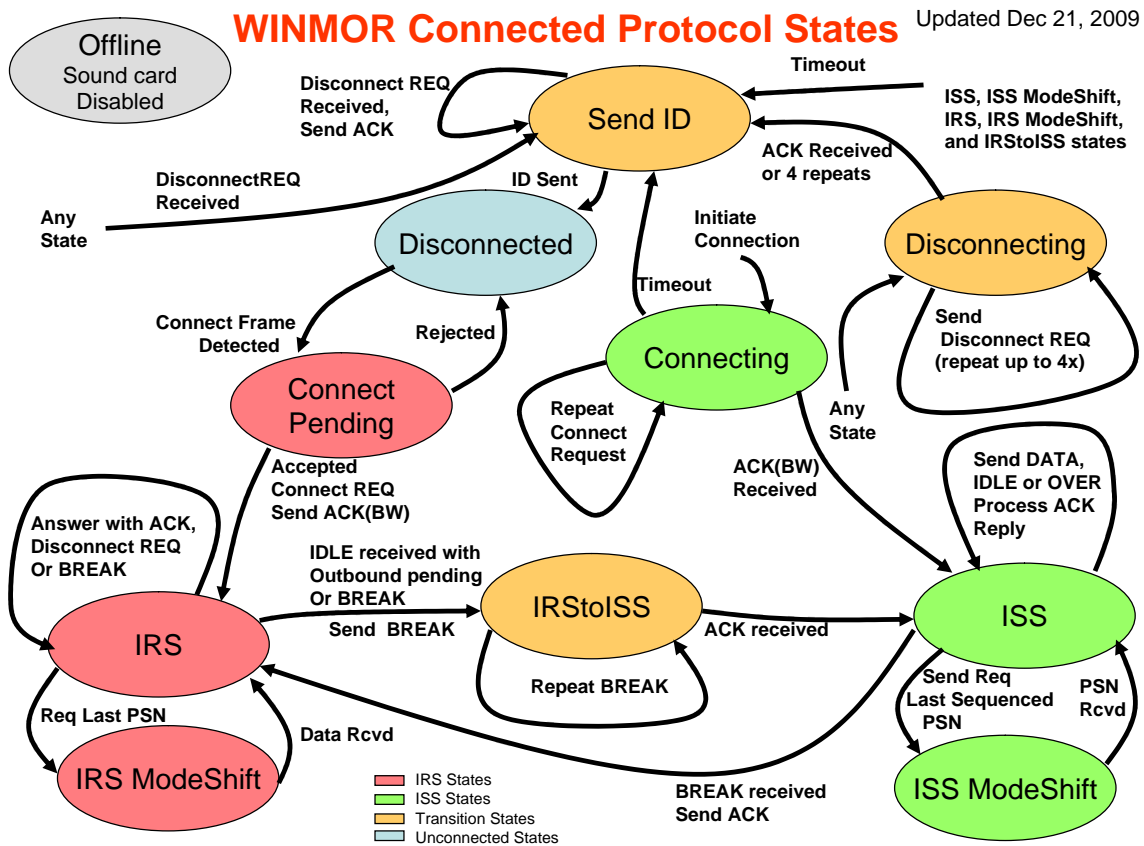 WINMOR Connected Protocol States
Updated Dec 21, 2009
Offline
Sound card
Disabled
Disconnect REQ
Received,
Send ACK
Send ID
Timeout
ISS, ISS ModeShift,
IRS, IRS ModeShift,
and IRStoISS states
ACK Received
or 4 repeats
DisconnectREQ
Received
ID Sent
Any
State
Disconnected
Initiate
Connection
Disconnecting
Timeout
Connect Frame
Detected
Rejected
Send
Disconnect REQ
(repeat up to 4x)
Connecting
Connect
Pending
Repeat
Connect
Request
Any
State
Accepted
Connect REQ
Send ACK(BW)
ACK(BW)
Received
Send DATA,
IDLE or OVER
Process ACK
Reply
Answer with ACK,
Disconnect REQ
Or BREAK
IDLE received with
Outbound pending
Or BREAK
Send BREAK
IRStoISS
ACK received
ISS
IRS
Repeat BREAK
Send Req
Last Sequenced
PSN
PSN
Rcvd
Req Last PSN
Data Rcvd
IRS ModeShift
ISS ModeShift
BREAK received
Send ACK
IRS States
ISS States
Transition States
Unconnected States